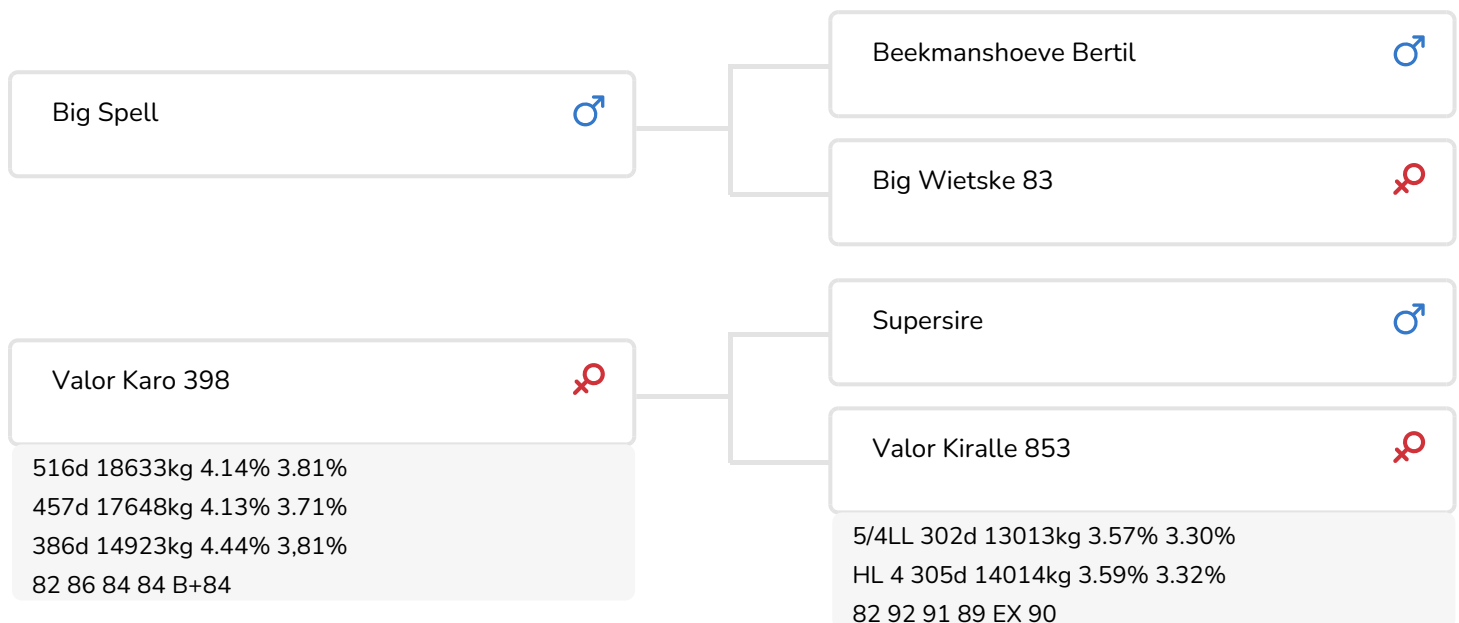 Beekmanshoeve Bertil
Big Spell
Big Wietske 83
Supersire
Valor Karo 398
516d 18633kg 4.14% 3.81%
457d 17648kg 4.13% 3.71%
386d 14923kg 4.44% 3,81%
82 86 84 84 B+84
Valor Kiralle 853
5/4LL 302d 13013kg 3.57% 3.30%
HL 4 305d 14014kg 3.59% 3.32%
82 92 91 89 EX 90